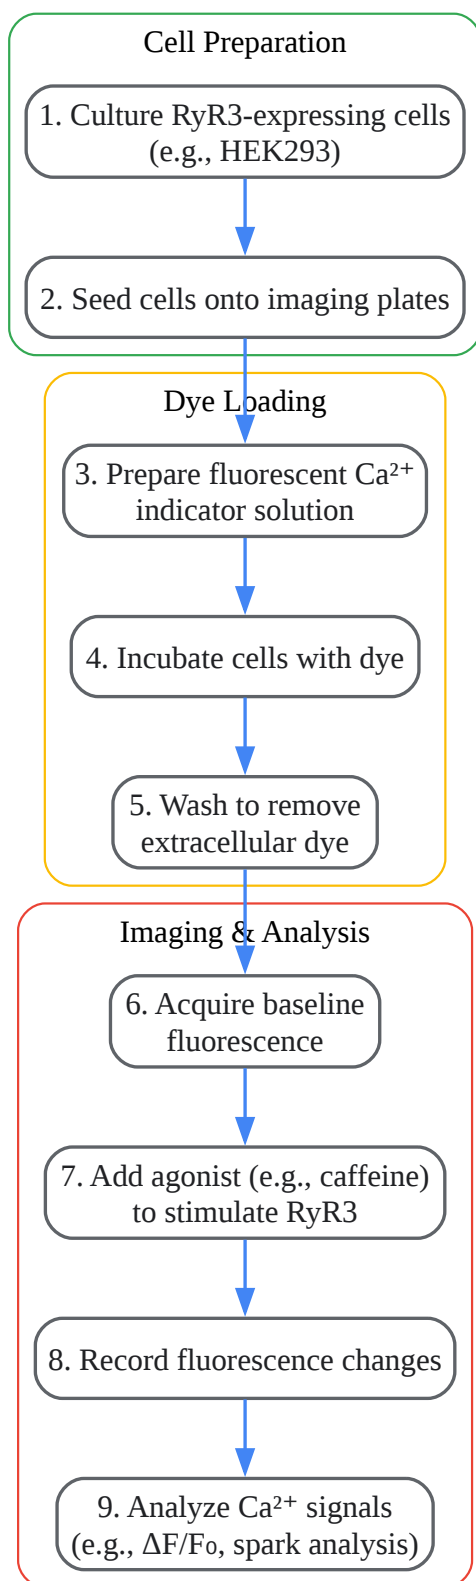 Cell Preparation
1. Culture RyR3-expressing cells
(e.g., HEK293)
2. Seed cells onto imaging plates
Dye Loading
3. Prepare fluorescent Ca²⁺
indicator solution
4. Incubate cells with dye
5. Wash to remove
extracellular dye
Imaging & Analysis
6. Acquire baseline
fluorescence
7. Add agonist (e.g., caffeine)
to stimulate RyR3
8. Record fluorescence changes
9. Analyze Ca²⁺ signals
(e.g., ΔF/F₀, spark analysis)